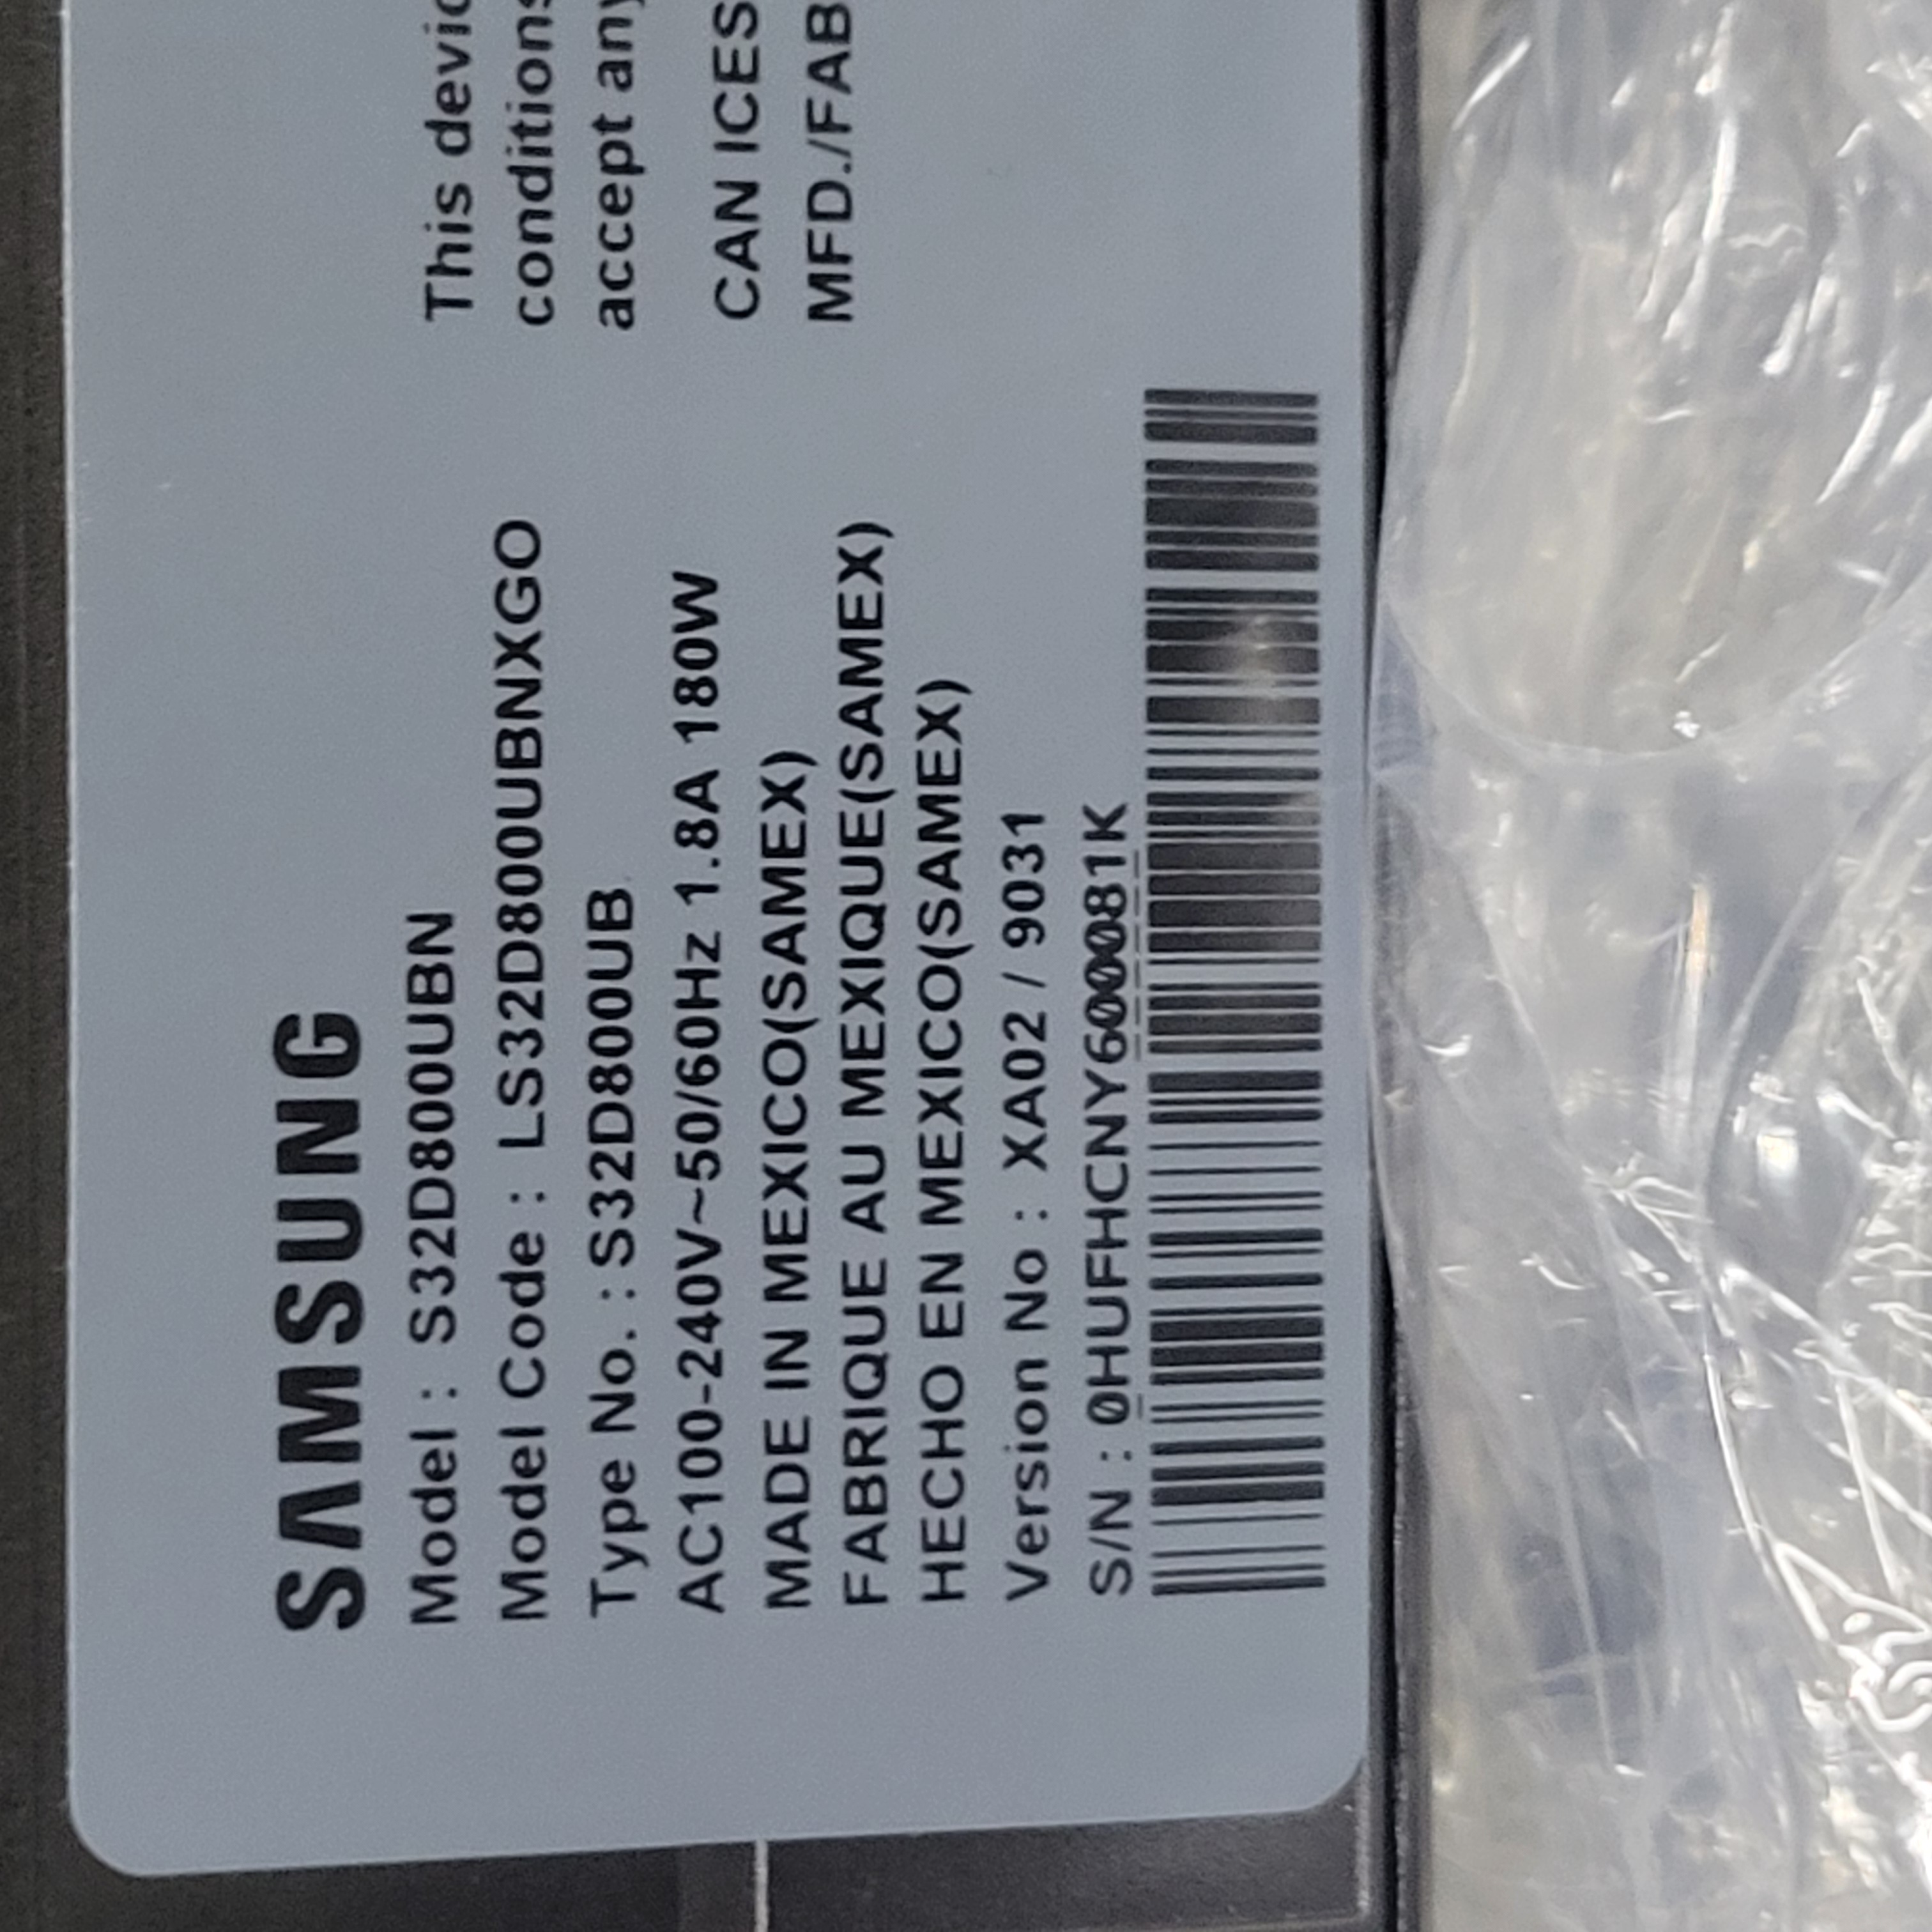 SAMSUNG
Model : S32D800UBN
Model Code : LS32D800UBNXGO
Type No. : S32D800UB
AC100-240V~50/60Hz 1.8A 180W
MADE IN MEXICO(SAMEX)
FABRIQUE AU MEXIQUE(SAMEX)
HECHO EN MEXICO(SAMEX)
Version No : XA02 / 9031
S/N : 0HUFHCNY600081K
This devic
conditions
accept any
CAN ICES
MFD./FAB